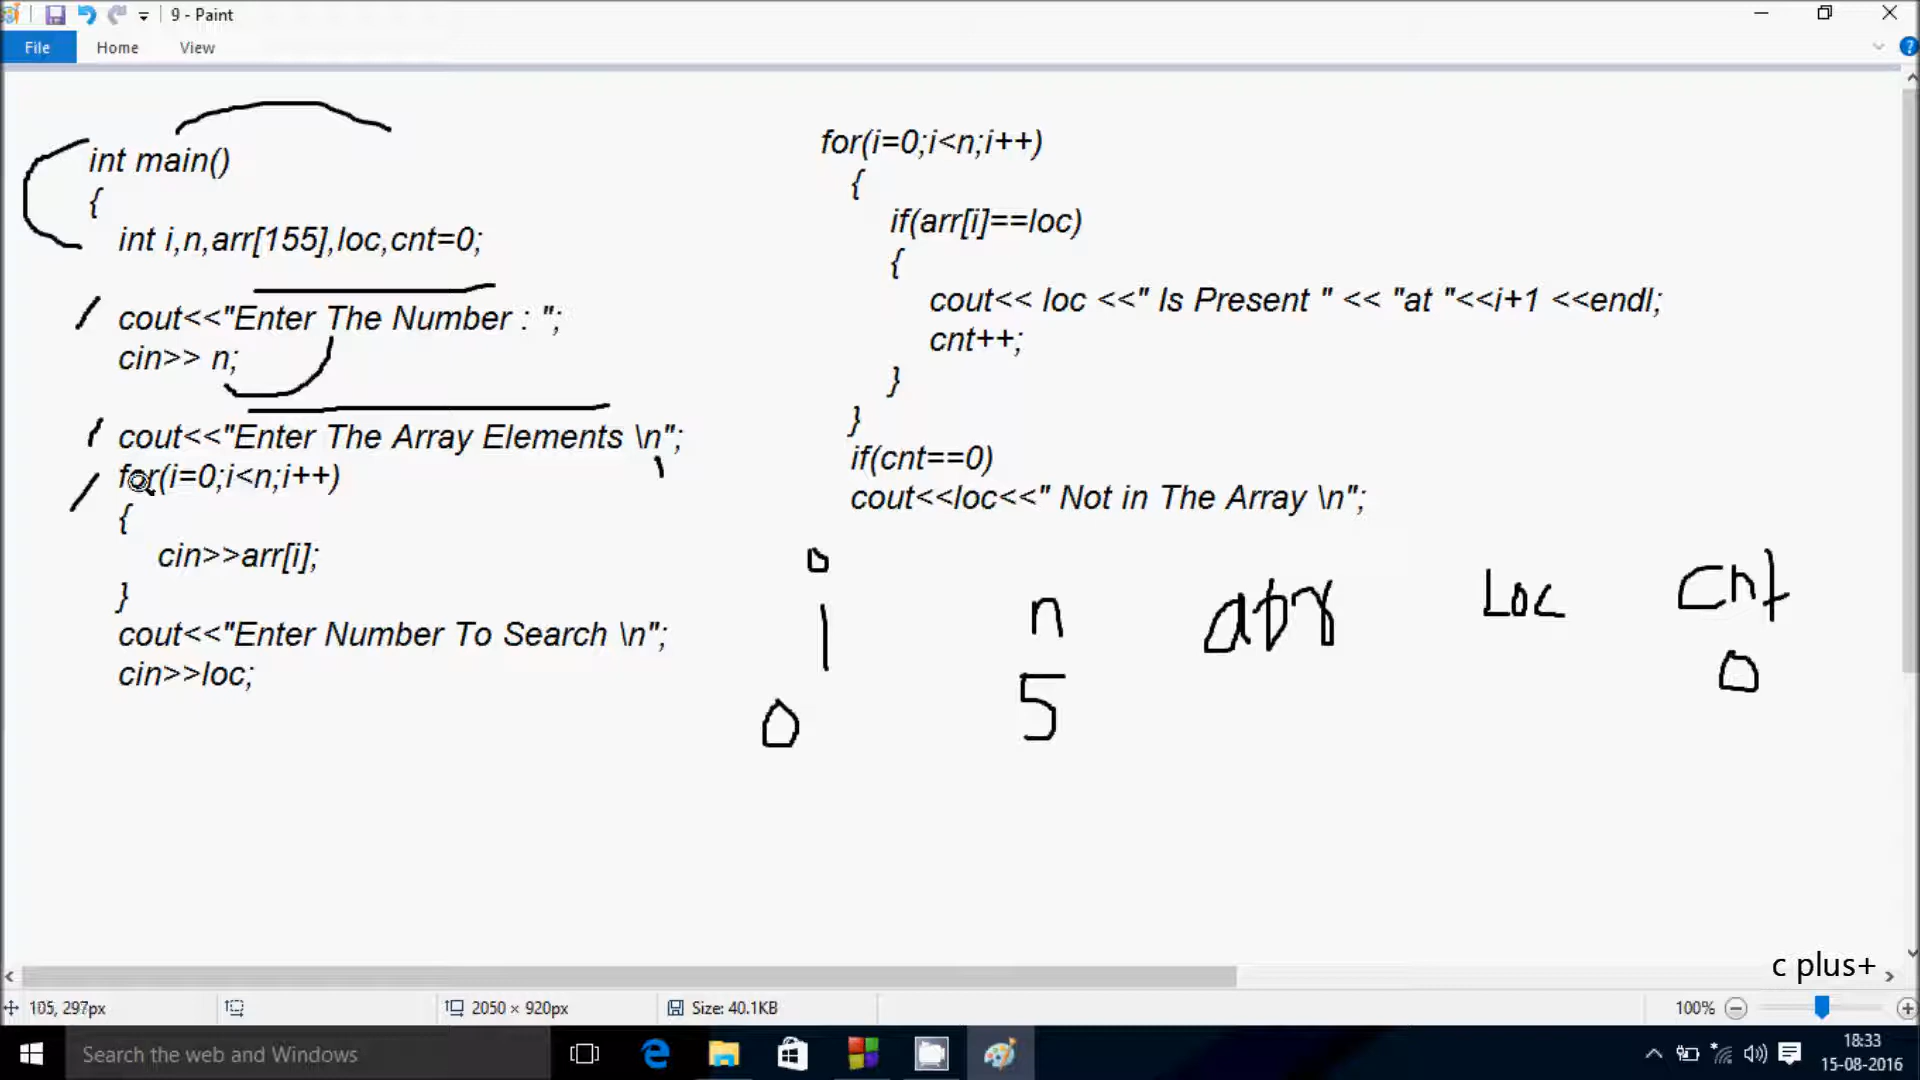 9 - Paint
File Home View
int main()
{
int i,n,arr[155],loc,cnt=0;
cout<<"Enter The Number : ";
cin>> n;
cout<<"Enter The Array Elements \n";
for(i=0;i<n;i++)
{
cin>>arr[i];
}
cout<<"Enter Number To Search \n";
cin>>loc;
for(i=0;i<n;i++)
{
if(arr[i]==loc)
{
cout<< loc <<" Is Present " << "at "<<i+1 <<endl;
cnt++;
}
}
if(cnt==0)
cout<<loc<<" Not in The Array \n";
i n arr Loc Cnt
0 5 0
c plus+
105, 297px 2050 × 920px Size: 40.1KB 100%
Search the web and Windows
18:33
15-08-2016